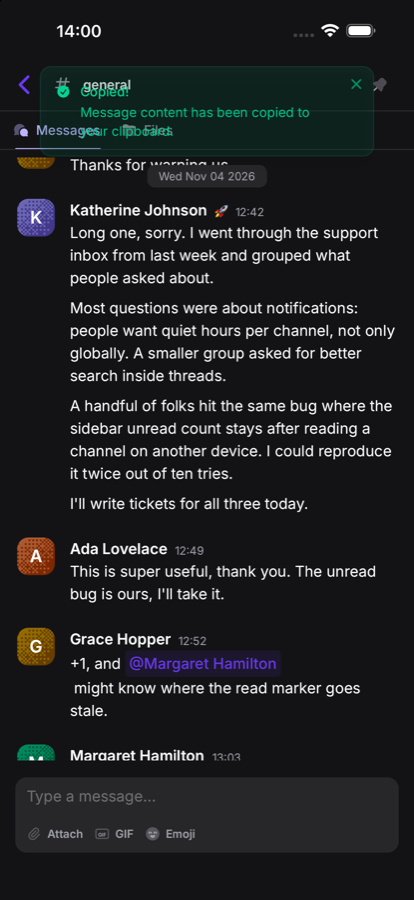 14:00
# general
Copied!
Message content has been copied to
your clipboard.
Messages
Files
Thanks for warning us
Wed Nov 04 2026
K
Katherine Johnson 🚀 12:42
Long one, sorry. I went through the support
inbox from last week and grouped what
people asked about.
Most questions were about notifications:
people want quiet hours per channel, not only
globally. A smaller group asked for better
search inside threads.
A handful of folks hit the same bug where the
sidebar unread count stays after reading a
channel on another device. I could reproduce
it twice out of ten tries.
I'll write tickets for all three today.
A
Ada Lovelace 12:49
This is super useful, thank you. The unread
bug is ours, I'll take it.
G
Grace Hopper 12:52
+1, and @Margaret Hamilton
might know where the read marker goes
stale.
M
Margaret Hamilton 13:03
Type a message...
Attach
GIF GIF
Emoji